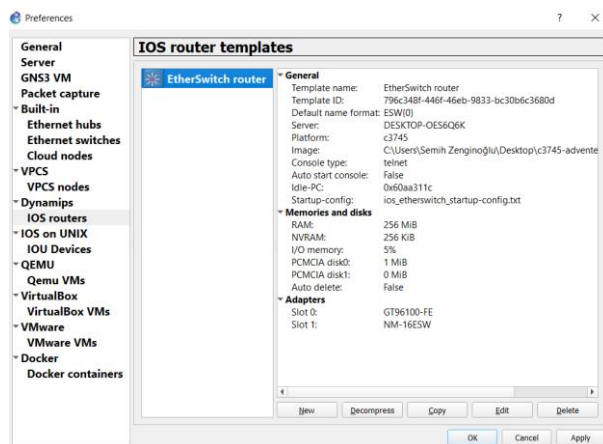 Preferences
? ×
General
Server
GNS3 VM
Packet capture
Built-in
Ethernet hubs
Ethernet switches
Cloud nodes
VPCS
VPCS nodes
Dynamips
IOS routers
IOS on UNIX
IOU Devices
QEMU
Qemu VMs
VirtualBox
VirtualBox VMs
VMware
VMware VMs
Docker
Docker containers
IOS router templates
EtherSwitch router
General
Template name: EtherSwitch router
Template ID: 796c348f-446f-46eb-9833-bc30b6c3680d
Default name format: ESW{0}
Server: DESKTOP-OES6Q6K
Platform: c3745
Image: C:\Users\Semih Zenginoğlu\Desktop\c3745-advente
Console type: telnet
Auto start console: False
Idle-PC: 0x60aa311c
Startup-config: ios_etherswitch_startup-config.txt
Memories and disks
RAM: 256 MiB
NVRAM: 256 KiB
I/O memory: 5%
PCMCIA disk0: 1 MiB
PCMCIA disk1: 0 MiB
Auto delete: False
Adapters
Slot 0: GT96100-FE
Slot 1: NM-16ESW
New Decompress Copy Edit Delete
OK Cancel Apply